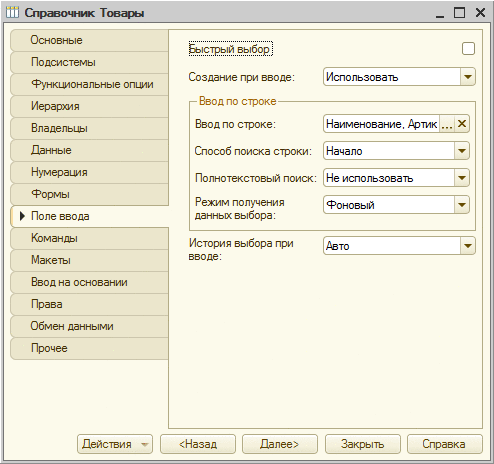 Справочник Товары
Основные
Подсистемы
Функциональные опции
Иерархия
Владельцы
Данные
Нумерация
Формы
Поле ввода
Команды
Макеты
Ввод на основании
Права
Обмен данными
Прочее
Быстрый выбор
Создание при вводе: Использовать
Ввод по строке
Ввод по строке: Наименование, Артик ...
Способ поиска строки: Начало
Полнотекстовый поиск: Не использовать
Режим получения
данных выбора: Фоновый
История выбора при
вводе: Авто
Действия <Назад Далее> Закрыть Справка